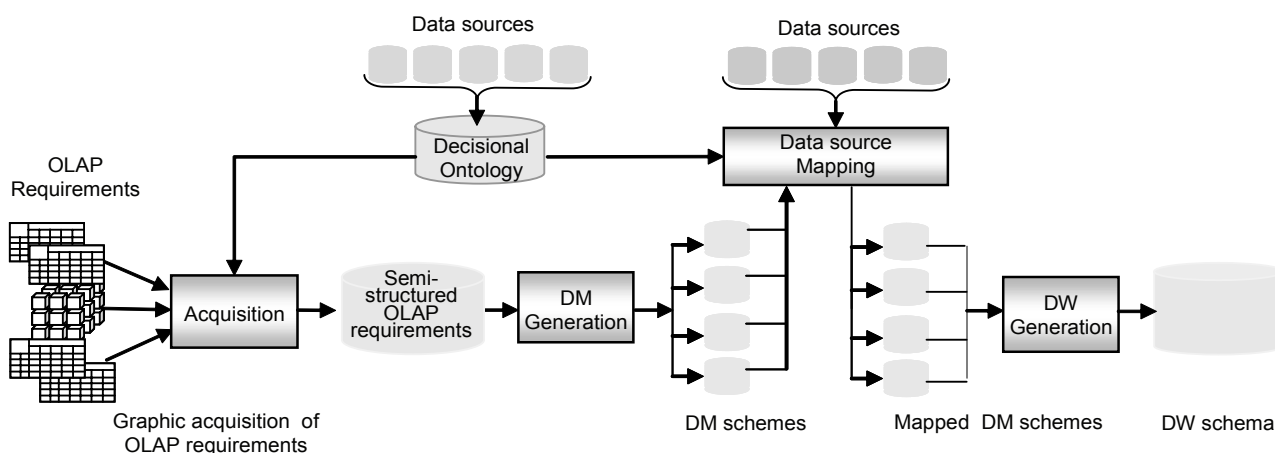 Data sources
Data sources
Decisional
Ontology
Data source
Mapping
OLAP
Requirements
Acquisition
Semi-
structured
OLAP
requirements
DM
Generation
DW
Generation
Graphic acquisition of
OLAP requirements
DM schemes
Mapped DM schemes
DW schema